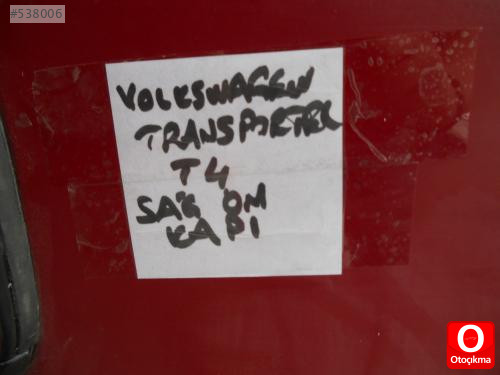 #538006
VOLKSWAGEN
TRANSPORTER
T4
SAĞ ÖN
KAPI
O
Otoçıkma